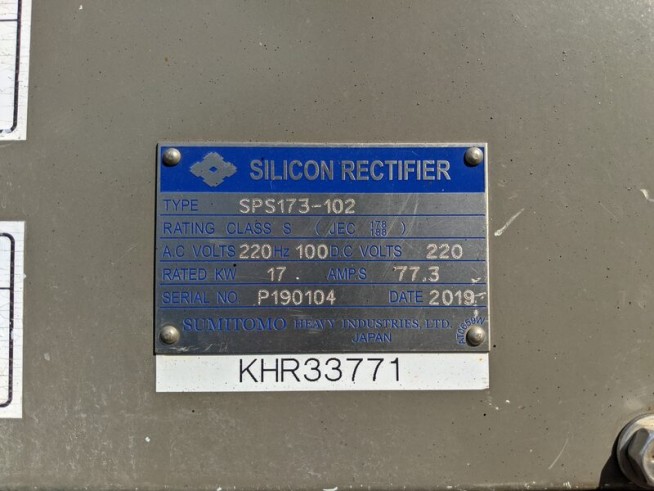 SILICON RECTIFIER
TYPE SPS173-102
RATING CLASS S ( JEC 178 188 )
A.C VOLTS 220 Hz 100 D.C VOLTS 220
RATED KW 17 AMPS 77.3
SERIAL NO. P190104 DATE 2019-
SUMITOMO HEAVY INDUSTRIES, LTD.
JAPAN
KHR33771